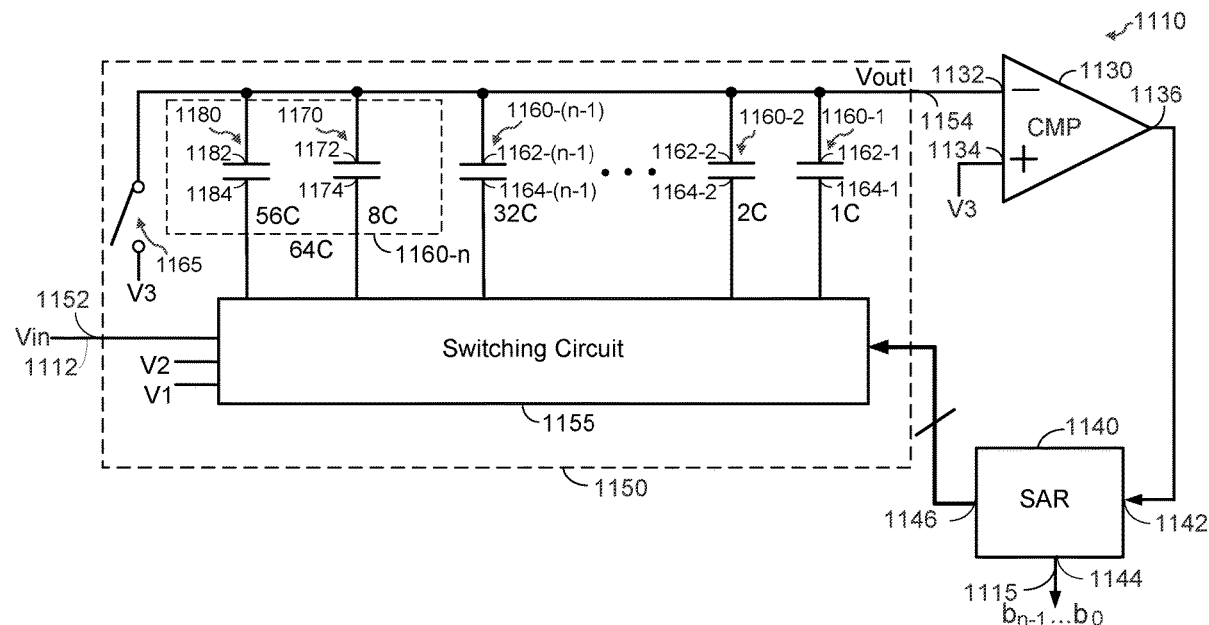 1110
Vout
1132
1130
1136
1180
1170
1160-(n-1)
1160-2
1160-1
1154
CMP
−
+
1182
1172
1162-(n-1)
1162-2
1162-1
1134
1184
1174
1164-(n-1)
1164-2
1164-1
56C
8C
32C
2C
1C
V3
64C
1160-n
1165
V3
1152
Vin
1112
V2
V1
Switching Circuit
1155
1140
1150
SAR
1146
1142
1115
1144
bn-1...b0